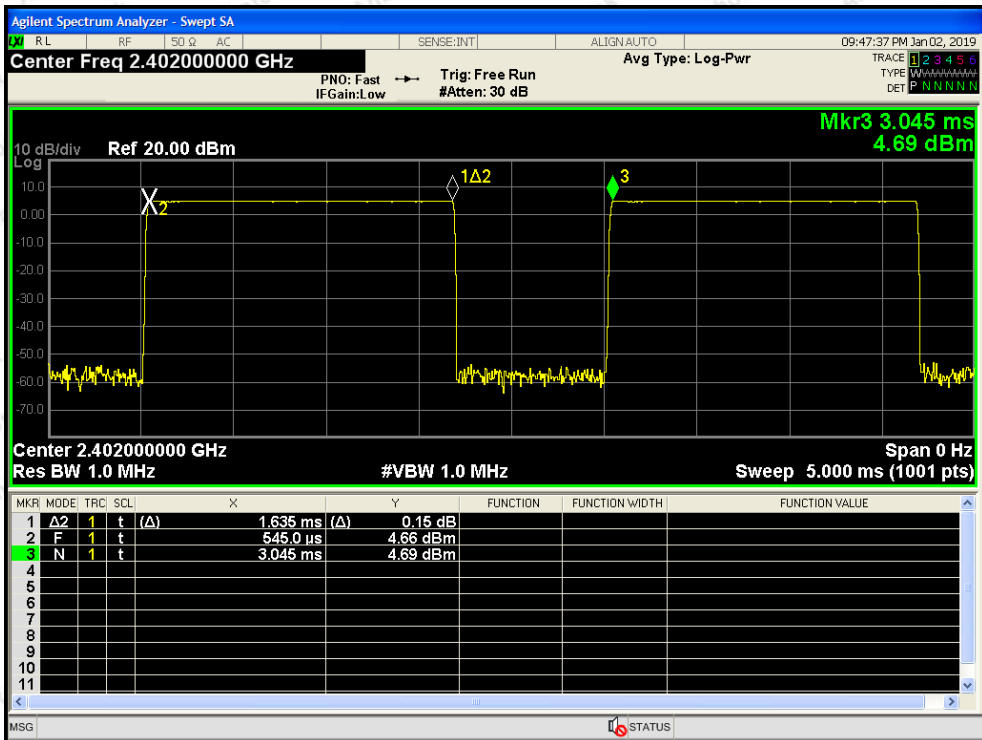 Agilent Spectrum Analyzer - Swept SA
LXI RL RF 50 Ω AC SENSE:INT ALIGN AUTO 09:47:37 PM Jan 02, 2019
Center Freq 2.402000000 GHz
PNO: Fast
IFGain:Low
Trig: Free Run
#Atten: 30 dB
Avg Type: Log-Pwr
TRACE 1 2 3 4 5 6
TYPE WWWWWW
DET P N N N N N
Mkr3 3.045 ms
4.69 dBm
10 dB/div Ref 20.00 dBm
Log
10.0
0.00
-10.0
-20.0
-30.0
-40.0
-50.0
-60.0
-70.0
2
1Δ2
3
Center 2.402000000 GHz Span 0 Hz
Res BW 1.0 MHz #VBW 1.0 MHz Sweep 5.000 ms (1001 pts)
MKR MODE TRC SCL X Y FUNCTION FUNCTION WIDTH FUNCTION VALUE
1 Δ2 1 t (Δ) 1.635 ms (Δ) 0.15 dB
2 F 1 t 545.0 µs 4.66 dBm
3 N 1 t 3.045 ms 4.69 dBm
4
5
6
7
8
9
10
11
MSG STATUS